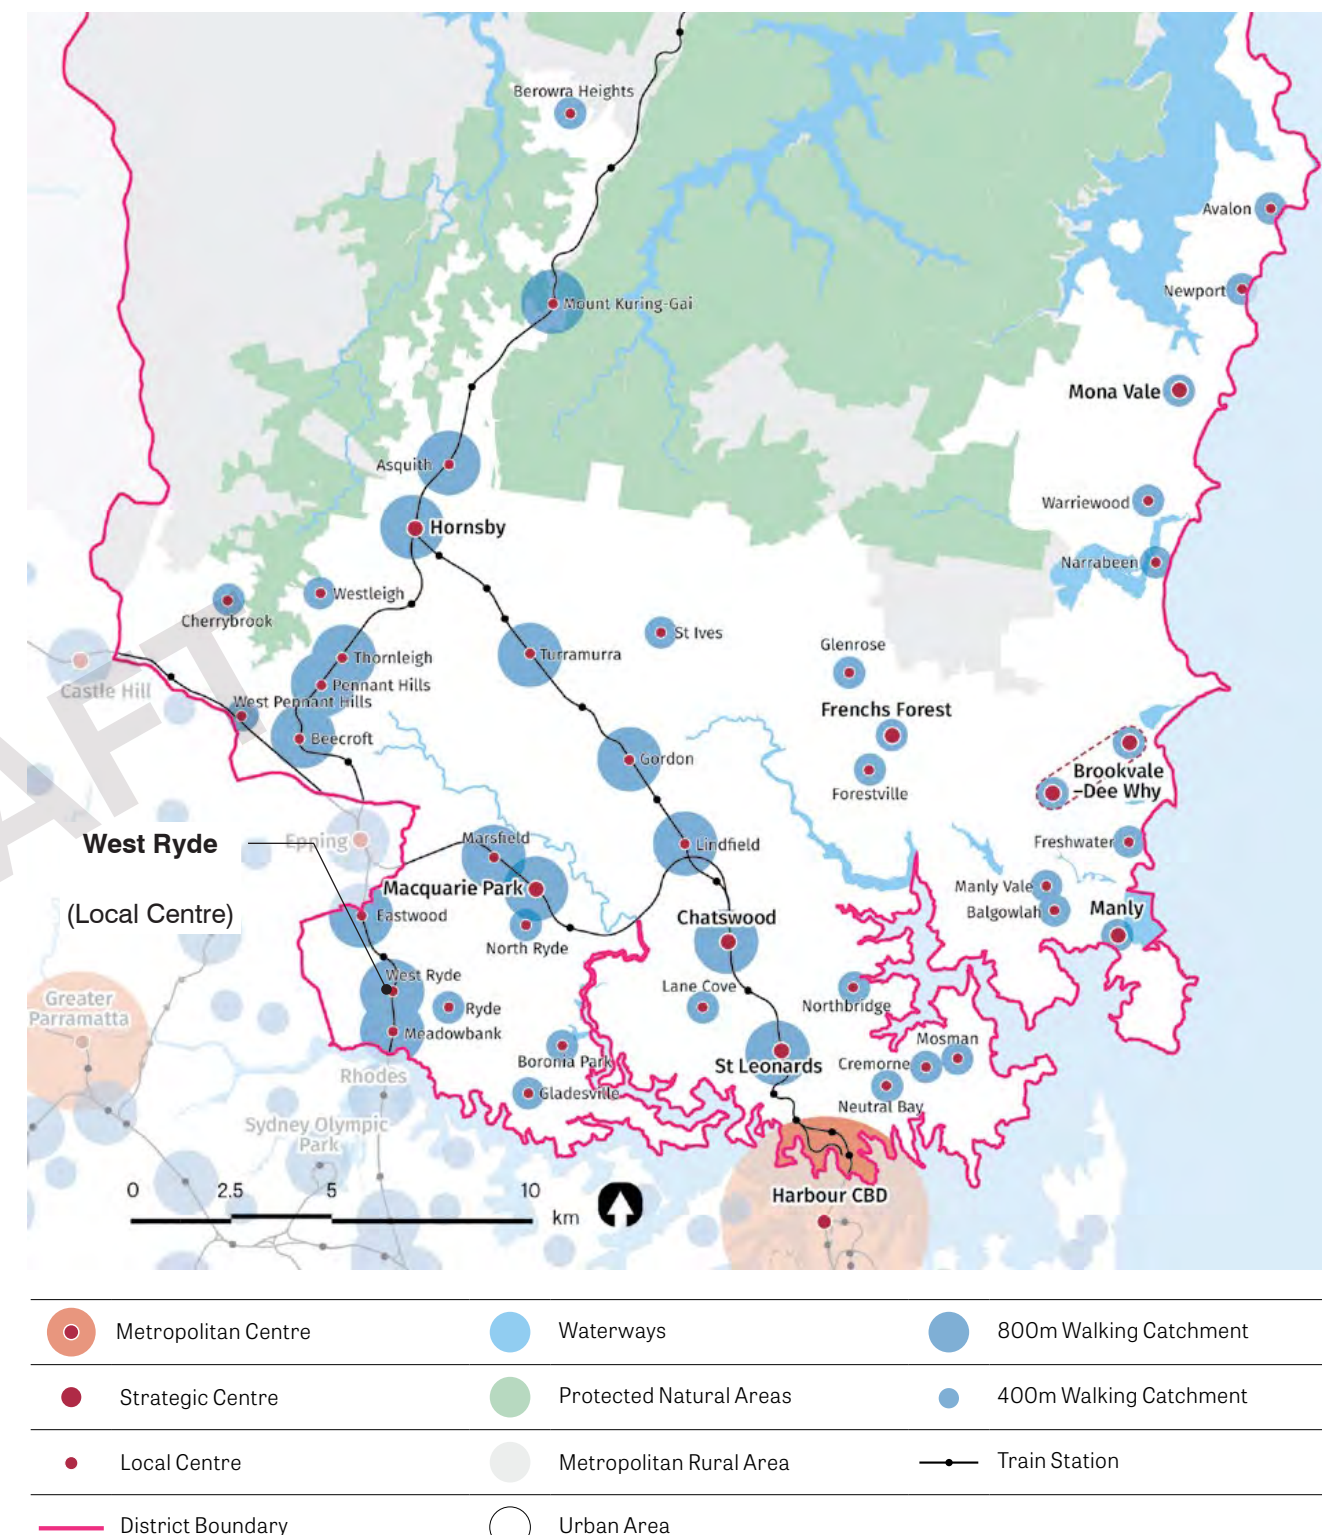 Berowra Heights
Avalon
Newport
Mount Kuring-Gai
Mona Vale
Asquith
Warriewood
Hornsby
Narrabeen
Westleigh
Cherrybrook
St Ives
Glenrose
Thornleigh
Turramurra
Castle Hill
Pennant Hills
West Pennant Hills
Frenchs Forest
Beecroft
Gordon
Brookvale
–Dee Why
Forestville
AFT
West Ryde
(Local Centre)
Epping
Marsfield
Lindfield
Freshwater
Macquarie Park
Manly Vale
Eastwood
Chatswood
Balgowlah
Manly
North Ryde
West Ryde
Lane Cove
Greater
Parramatta
Ryde
Northbridge
Meadowbank
Mosman
Boronia Park
St Leonards
Cremorne
Rhodes
Gladesville
Neutral Bay
Sydney Olympic
Park
0 2.5 5 10
km
Harbour CBD
Metropolitan Centre
Waterways
800m Walking Catchment
Strategic Centre
Protected Natural Areas
400m Walking Catchment
Local Centre
Metropolitan Rural Area
Train Station
District Boundary
Urban Area